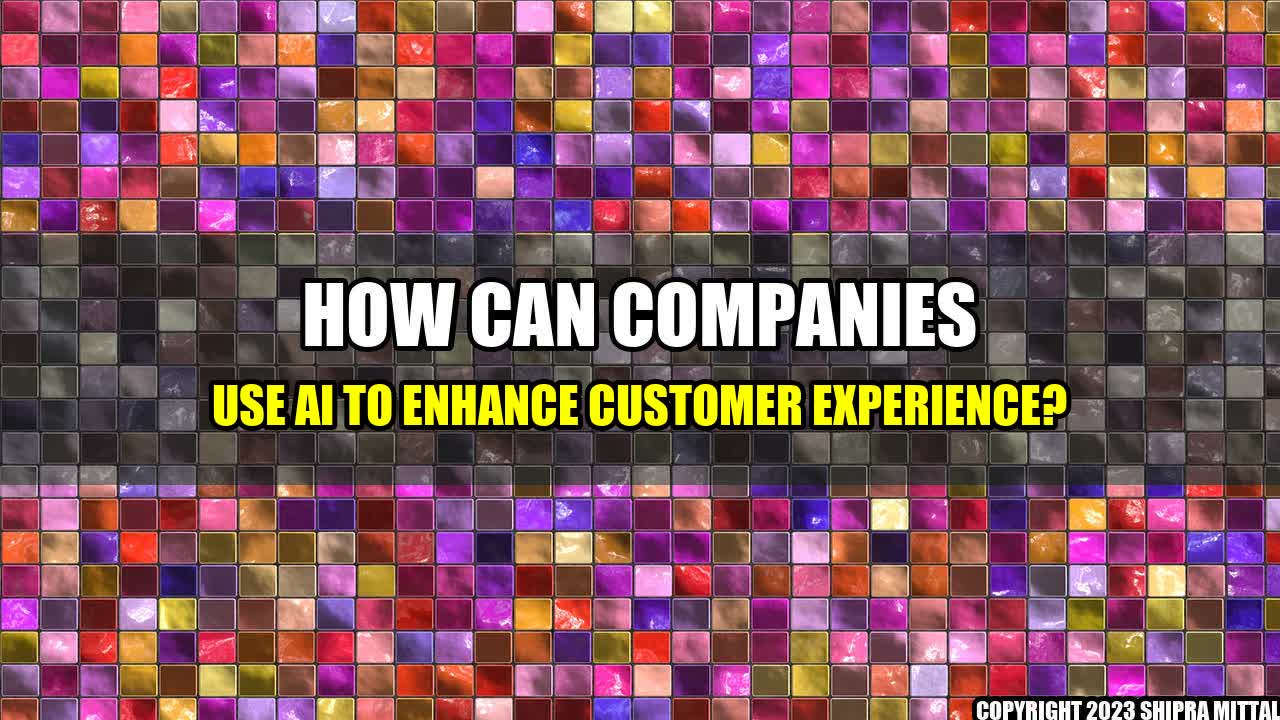 HOW CAN COMPANIES
USE AI TO ENHANCE CUSTOMER EXPERIENCE?
COPYRIGHT 2023 SHIPRA MITTAL